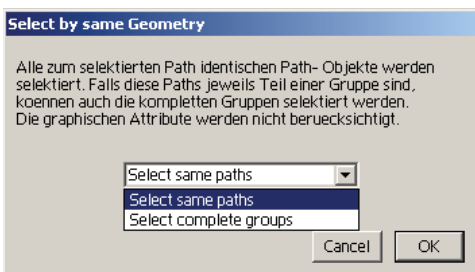 Select by same Geometry
Alle zum selektierten Path identischen Path- Objekte werden
selektiert. Falls diese Paths jeweils Teil einer Gruppe sind,
koennen auch die kompletten Gruppen selektiert werden.
Die graphischen Attribute werden nicht beruecksichtigt.
Select same paths
Select same paths
Select complete groups
Cancel OK